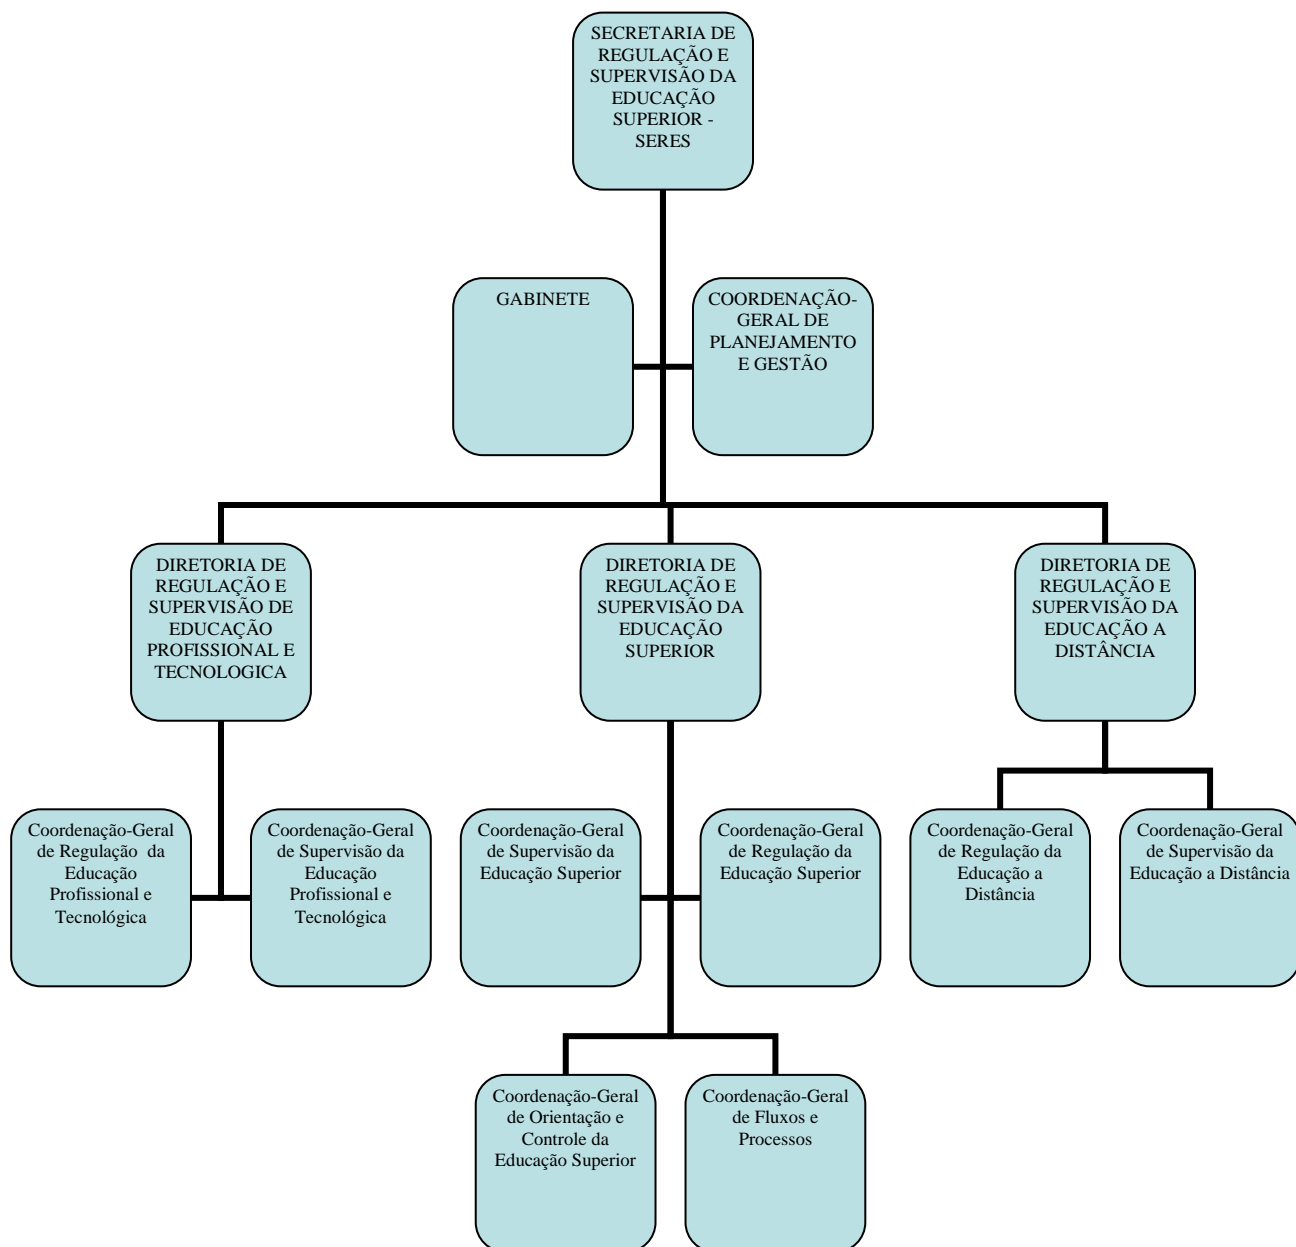 SECRETARIA DE
REGULAÇÃO E
SUPERVISÃO DA
EDUCAÇÃO
SUPERIOR -
SERES
GABINETE
COORDENAÇÃO-
GERAL DE
PLANEJAMENTO
E GESTÃO
DIRETORIA DE
REGULAÇÃO E
SUPERVISÃO DE
EDUCAÇÃO
PROFISSIONAL E
TECNOLOGICA
DIRETORIA DE
REGULAÇÃO E
SUPERVISÃO DA
EDUCAÇÃO
SUPERIOR
DIRETORIA DE
REGULAÇÃO E
SUPERVISÃO DA
EDUCAÇÃO A
DISTÂNCIA
Coordenação-Geral
de Regulação  da
Educação
Profissional e
Tecnológica
Coordenação-Geral
de Supervisão da
Educação
Profissional e
Tecnológica
Coordenação-Geral
de Supervisão da
Educação Superior
Coordenação-Geral
de Regulação da
Educação Superior
Coordenação-Geral
de Regulação da
Educação a
Distância
Coordenação-Geral
de Supervisão da
Educação a Distância
Coordenação-Geral
de Orientação e
Controle da
Educação Superior
Coordenação-Geral
de Fluxos e
Processos